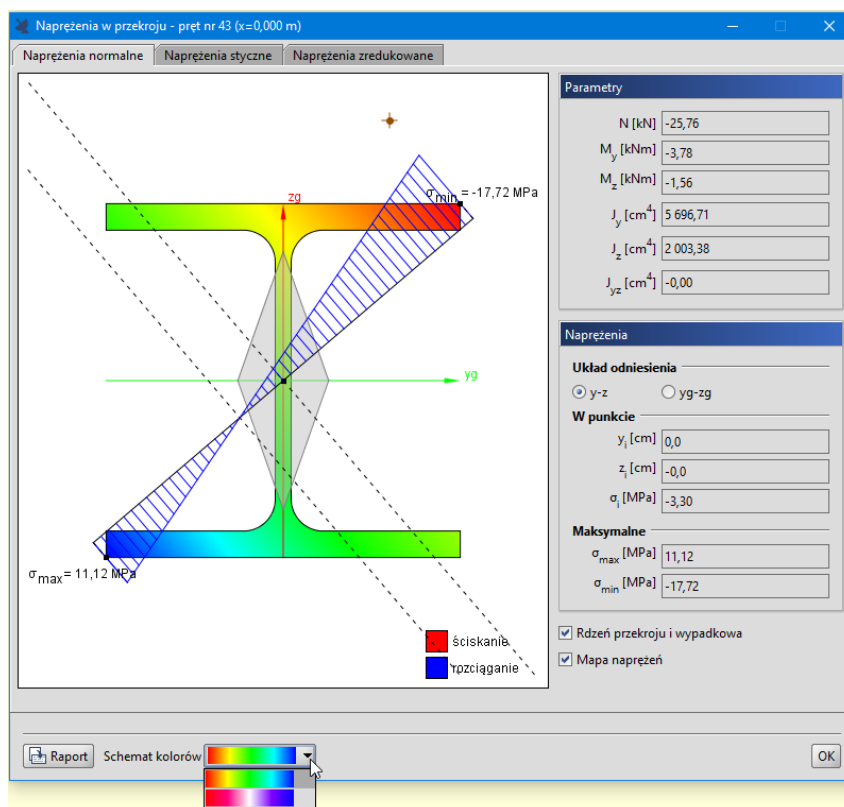 Naprężenia w przekroju - pręt nr 43 (x=0,000 m)
Naprężenia normalne
Naprężenia styczne
Naprężenia zredukowane
zg
σmin = -17,72 MPa
yg
σmax = 11,12 MPa
ściskanie
rozciąganie
Parametry
N [kN] -25,76
My [kNm] -3,78
Mz [kNm] -1,56
Jy [cm4] 5 696,71
Jz [cm4] 2 003,38
Jyz [cm4] -0,00
Naprężenia
Układ odniesienia
y-z yg-zg
W punkcie
yi [cm] 0,0
zi [cm] -0,0
σi [MPa] -3,30
Maksymalne
σmax [MPa] 11,12
σmin [MPa] -17,72
Rdzeń przekroju i wypadkowa
Mapa naprężeń
Raport Schemat kolorów OK